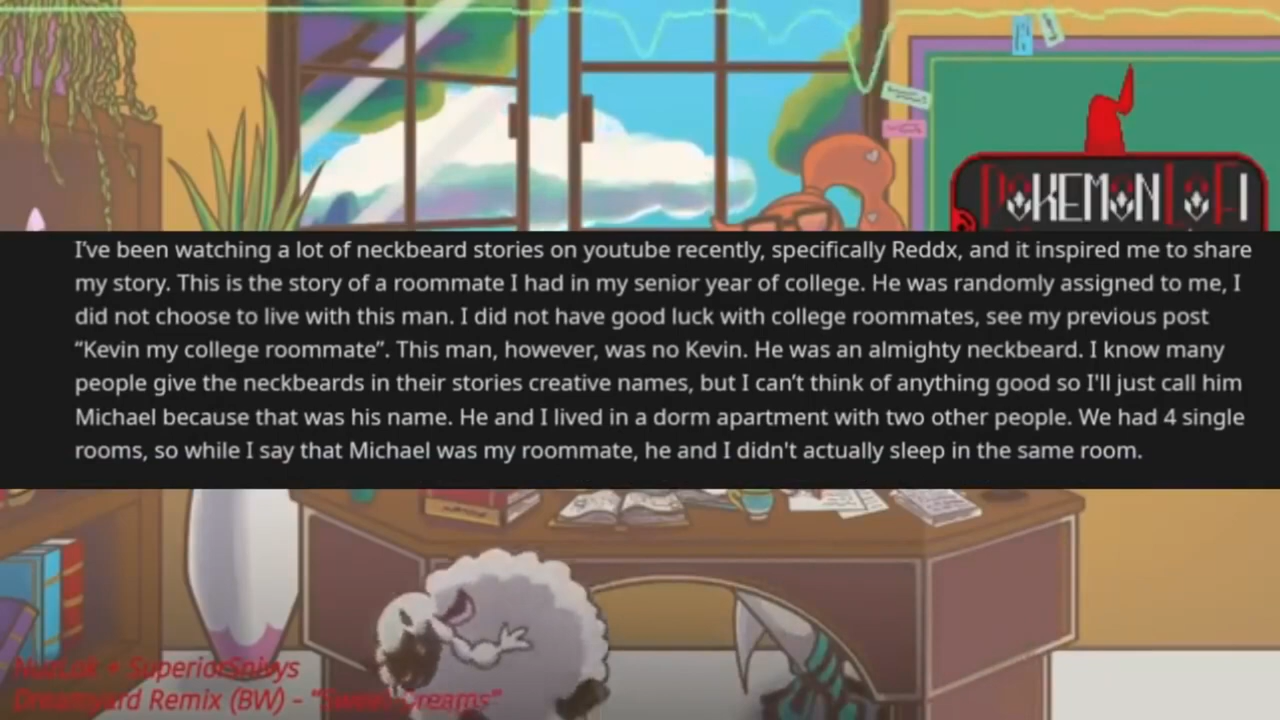 POKEMON LOFI
I've been watching a lot of neckbeard stories on youtube recently, specifically Reddx, and it inspired me to share
my story. This is the story of a roommate I had in my senior year of college. He was randomly assigned to me, I
did not choose to live with this man. I did not have good luck with college roommates, see my previous post
“Kevin my college roommate”. This man, however, was no Kevin. He was an almighty neckbeard. I know many
people give the neckbeards in their stories creative names, but I can’t think of anything good so I'll just call him
Michael because that was his name. He and I lived in a dorm apartment with two other people. We had 4 single
rooms, so while I say that Michael was my roommate, he and I didn't actually sleep in the same room.
+ SuperiorSnivys
Dreamyard Remix (BW) - “Sweet Dreams”